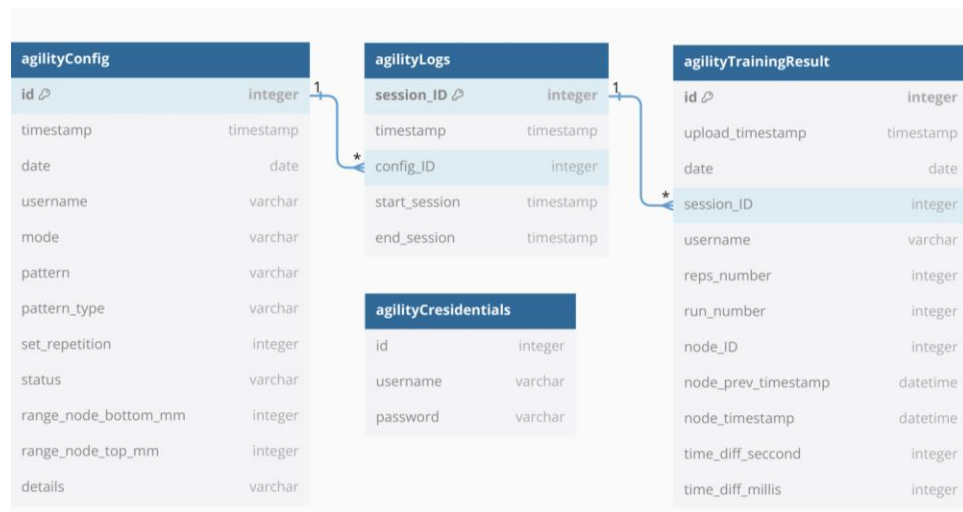 agilityConfig
id integer
timestamp timestamp
date date
username varchar
mode varchar
pattern varchar
pattern_type varchar
set_repetition integer
status varchar
range_node_bottom_mm integer
range_node_top_mm integer
details varchar
1
*
agilityLogs
session_ID integer
timestamp timestamp
config_ID integer
start_session timestamp
end_session timestamp
1
*
agilityCresidentials
id integer
username varchar
password varchar
agilityTrainingResult
id integer
upload_timestamp timestamp
date date
session_ID integer
username varchar
reps_number integer
run_number integer
node_ID integer
node_prev_timestamp datetime
node_timestamp datetime
time_diff_seccond integer
time_diff_millis integer